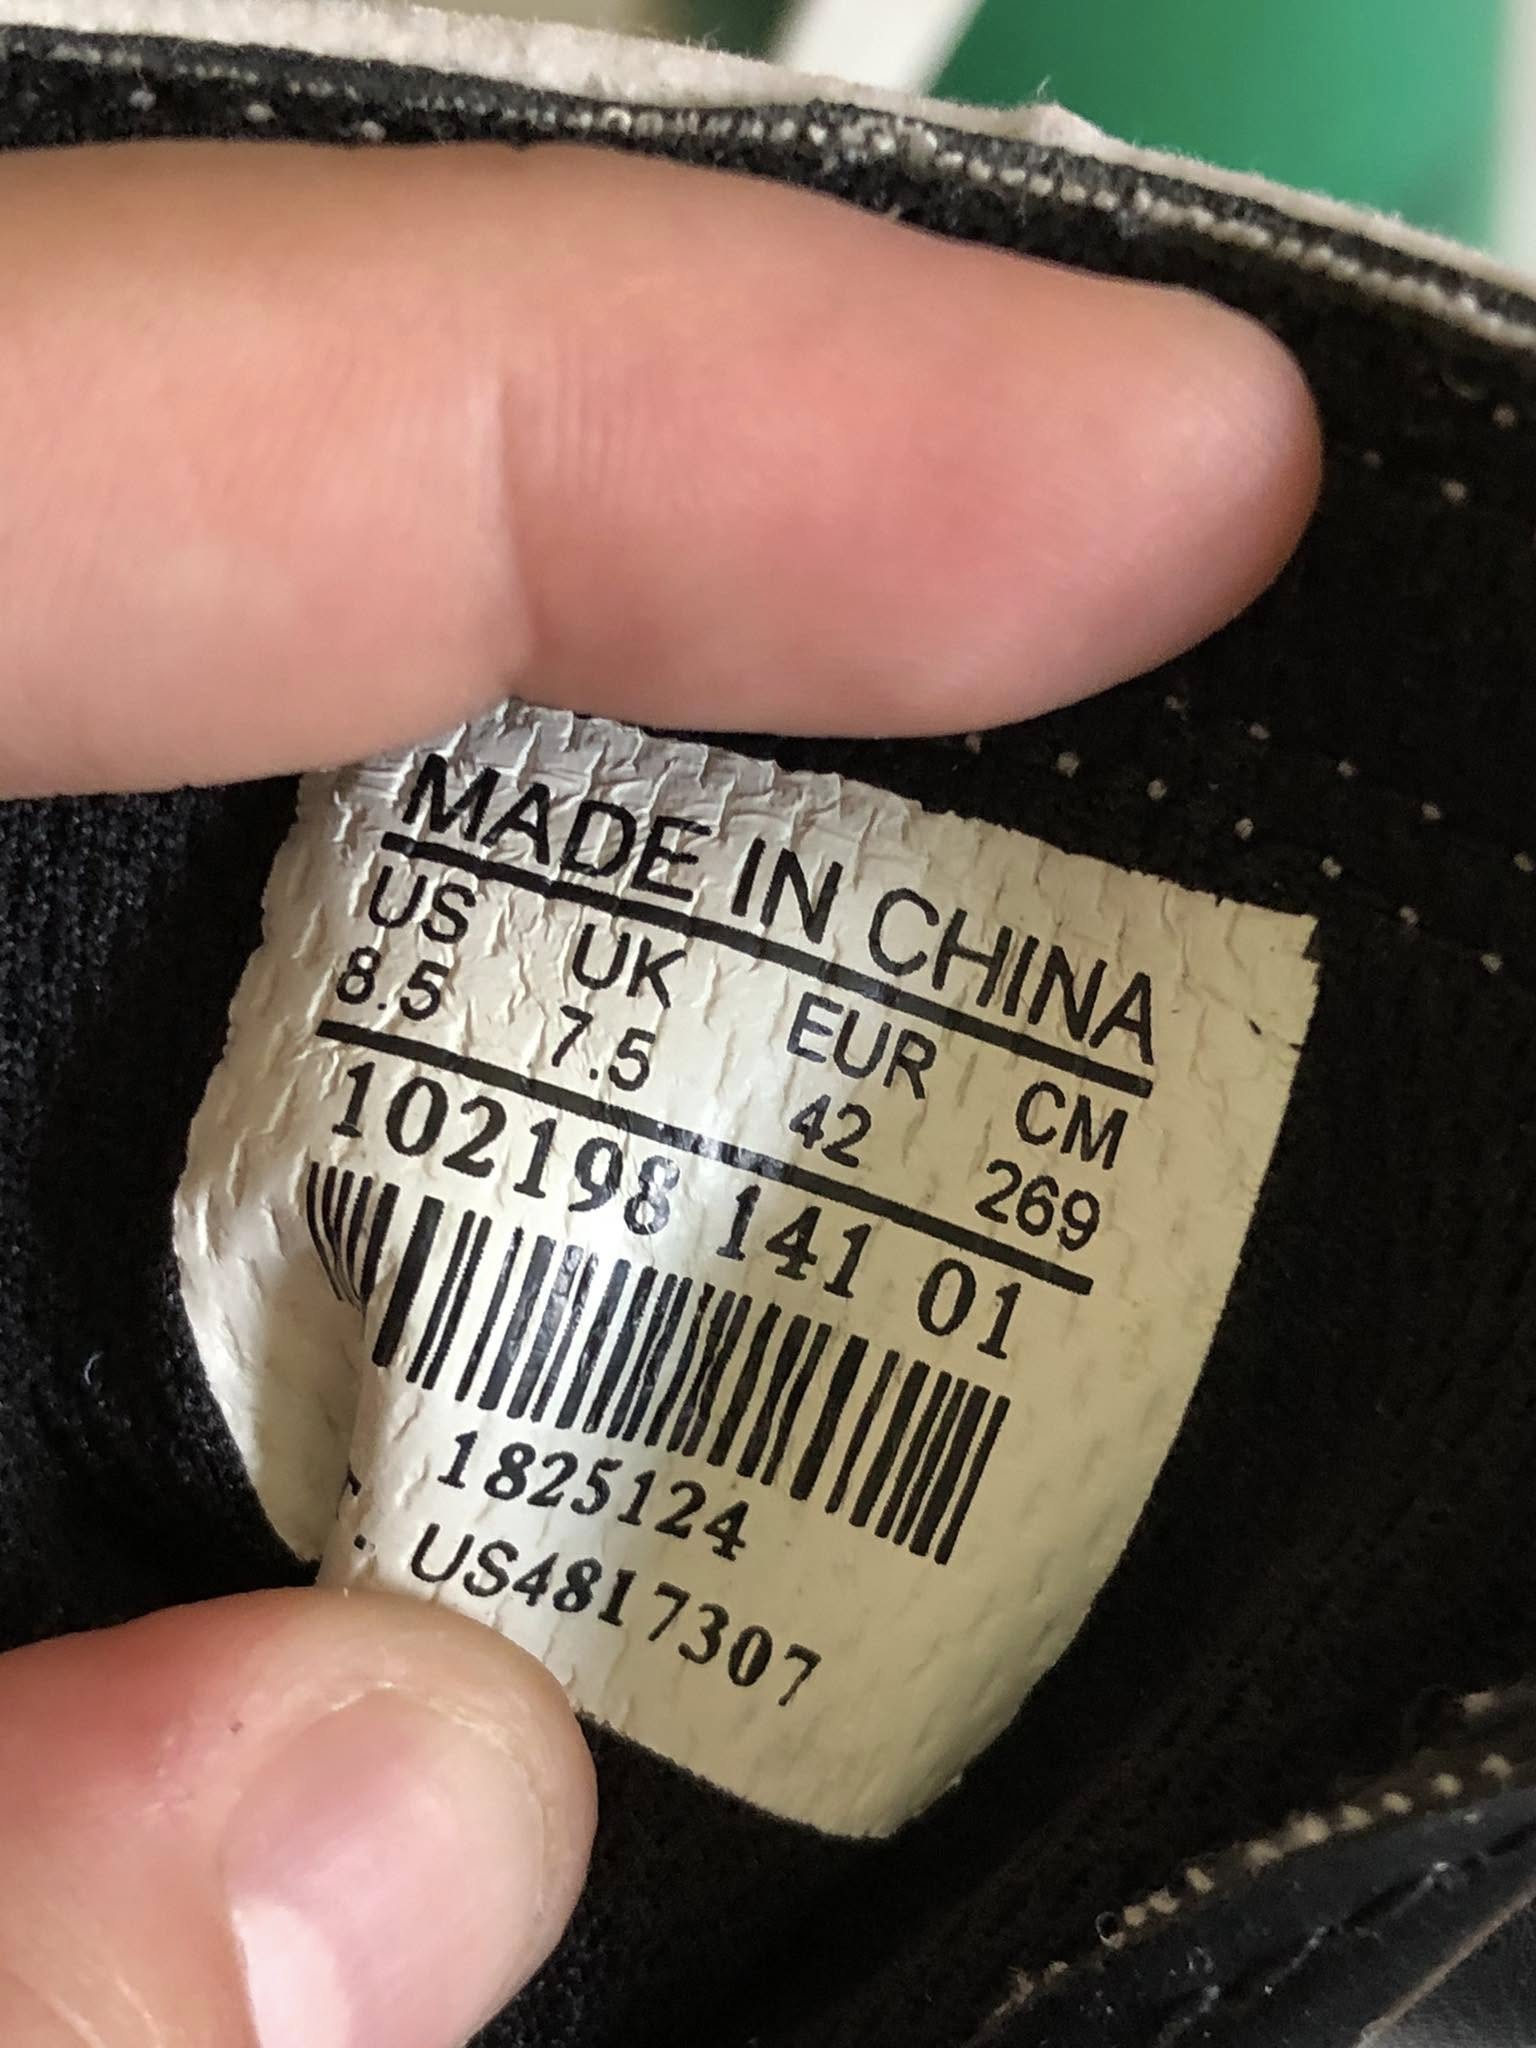 MADE IN CHINA
US UK EUR CM
8.5 7.5 42 269
102198 141 01
1825124
US4817307